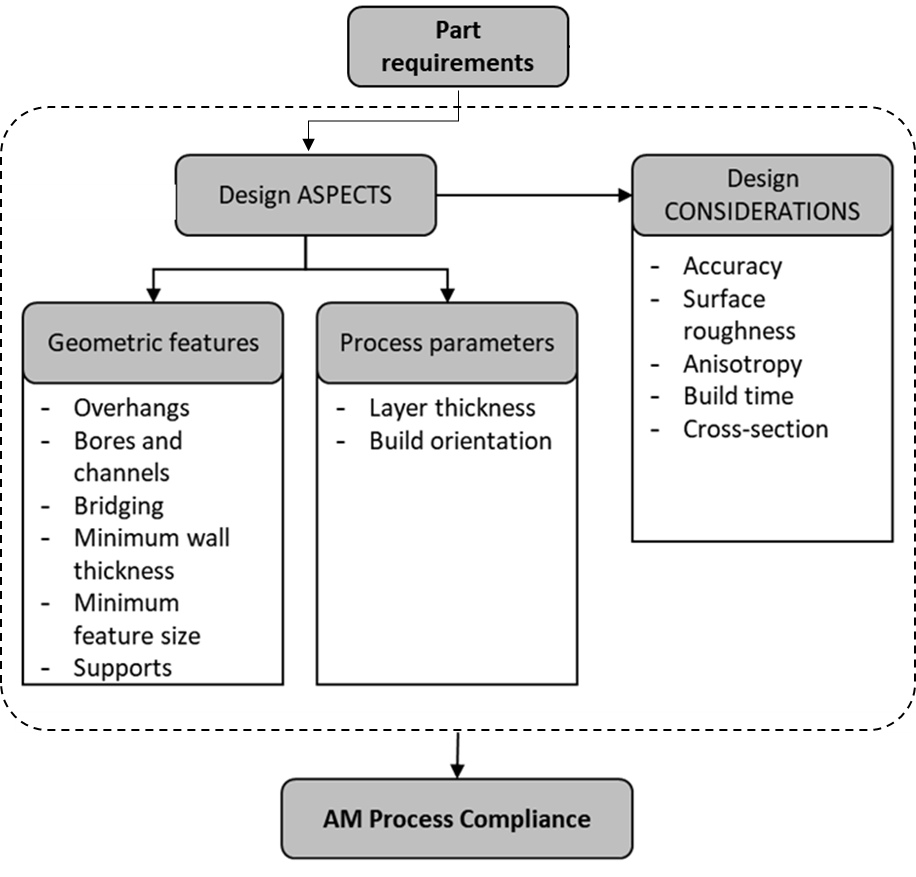 Part
requirements
Design ASPECTS
Design
CONSIDERATIONS
- Accuracy
- Surface
roughness
- Anisotropy
- Build time
- Cross-section
Geometric features
- Overhangs
- Bores and
channels
- Bridging
- Minimum wall
thickness
- Minimum
feature size
- Supports
Process parameters
- Layer thickness
- Build orientation
AM Process Compliance